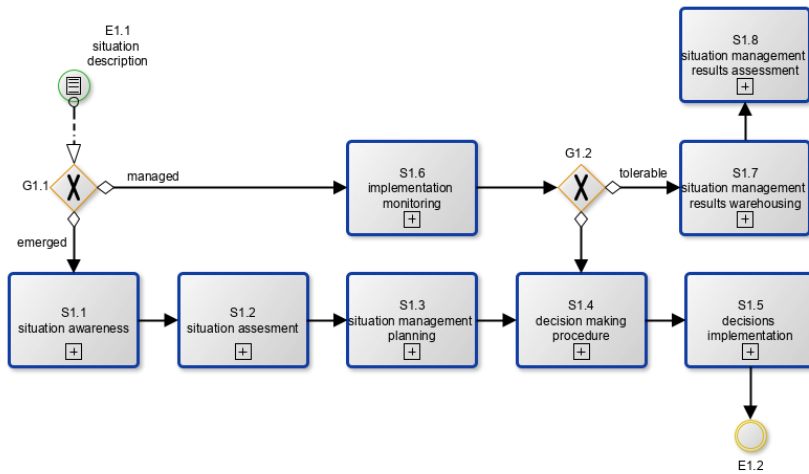 E1.1
situation
description
G1.1
managed
emerged
S1.6
implementation
monitoring
G1.2
tolerable
S1.8
situation management
results assessment
S1.7
situation management
results warehousing
S1.1
situation awareness
S1.2
situation assesment
S1.3
situation management
planning
S1.4
decision making
procedure
S1.5
decisions
implementation
E1.2